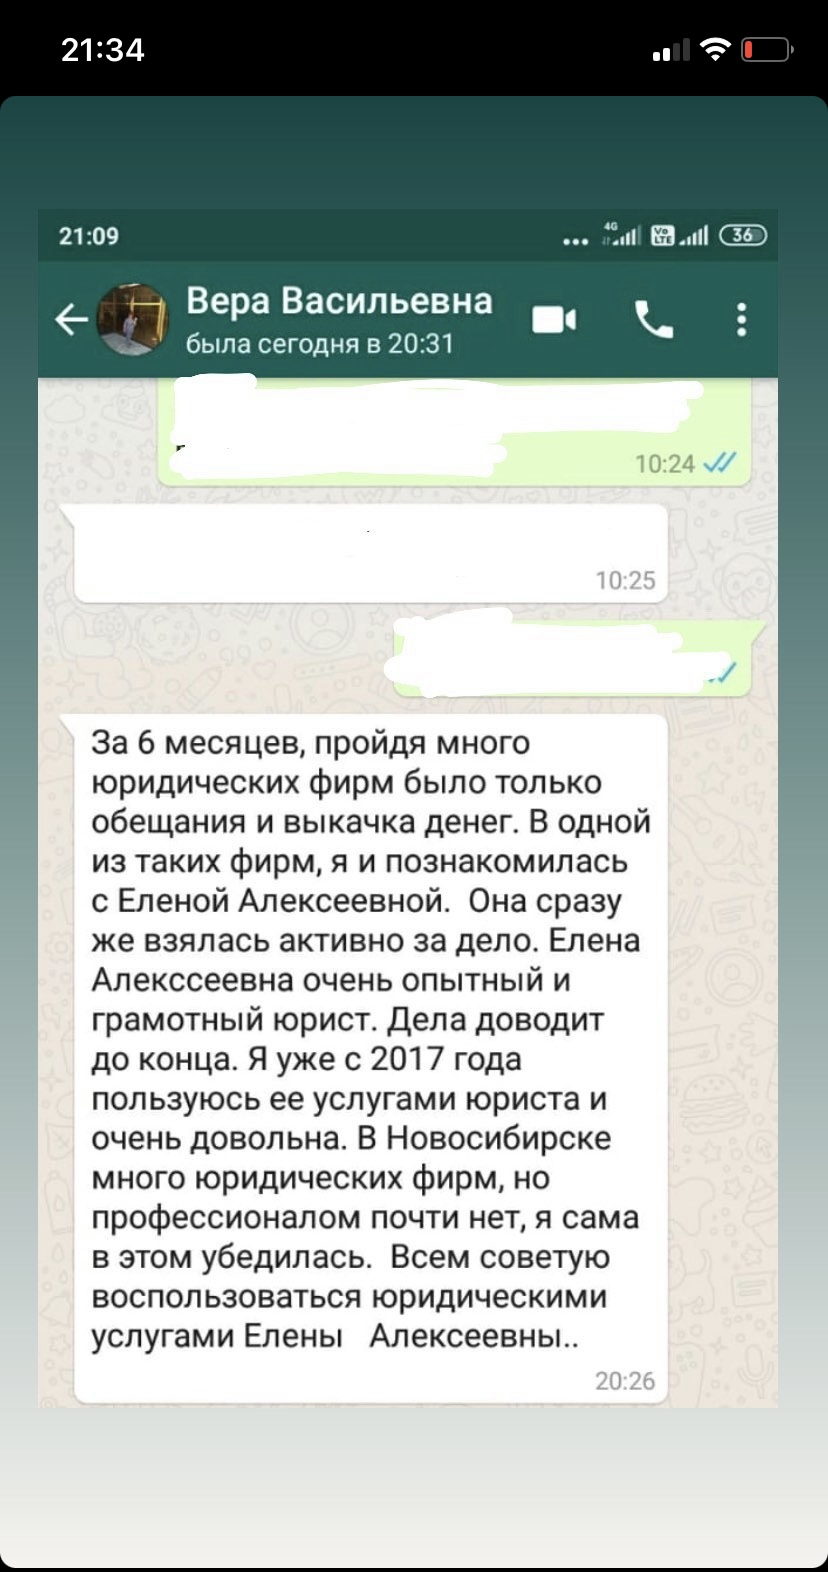 21:34
21:09
4G
Vo
LTE
36
Вера Васильевна
была сегодня в 20:31
10:24
10:25
За 6 месяцев, пройдя много
юридических фирм было только
обещания и выкачка денег. В одной
из таких фирм, я и познакомилась
с Еленой Алексеевной.  Она сразу
же взялась активно за дело. Елена
Алекссеевна очень опытный и
грамотный юрист. Дела доводит
до конца. Я уже с 2017 года
пользуюсь ее услугами юриста и
очень довольна. В Новосибирске
много юридических фирм, но
профессионалом почти нет, я сама
в этом убедилась.  Всем советую
воспользоваться юридическими
услугами Елены   Алексеевны..
20:26